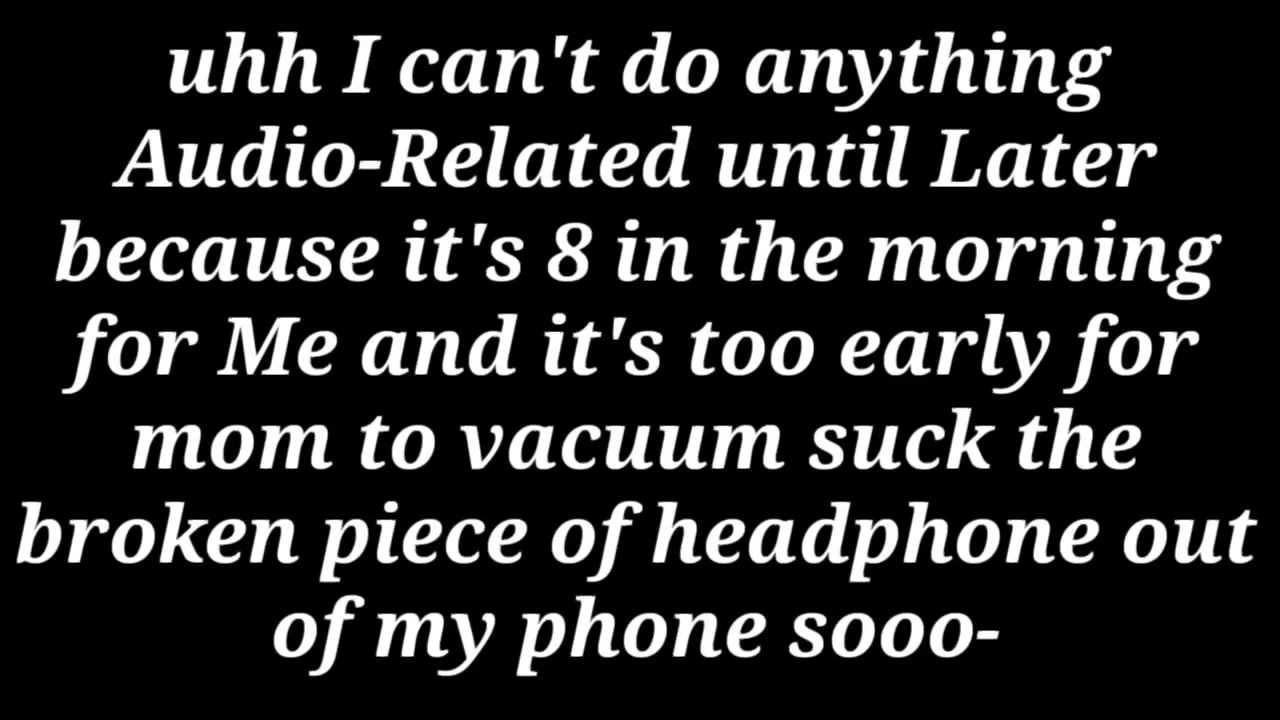 uhh I can't do anything
Audio-Related until Later
because it's 8 in the morning
for Me and it's too early for
mom to vacuum suck the
broken piece of headphone out
of my phone sooo-